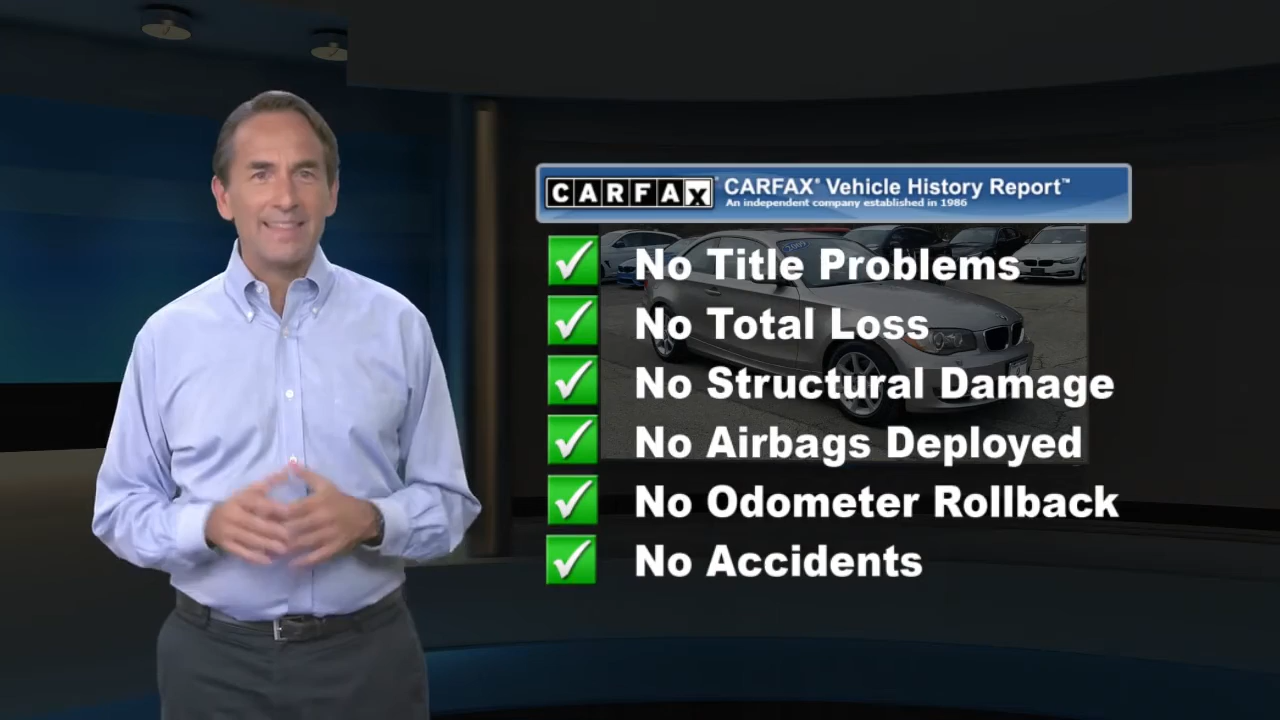 CARFAX
CARFAX® Vehicle History Report™
An independent company established in 1986
No Title Problems
No Total Loss
No Structural Damage
No Airbags Deployed
No Odometer Rollback
No Accidents